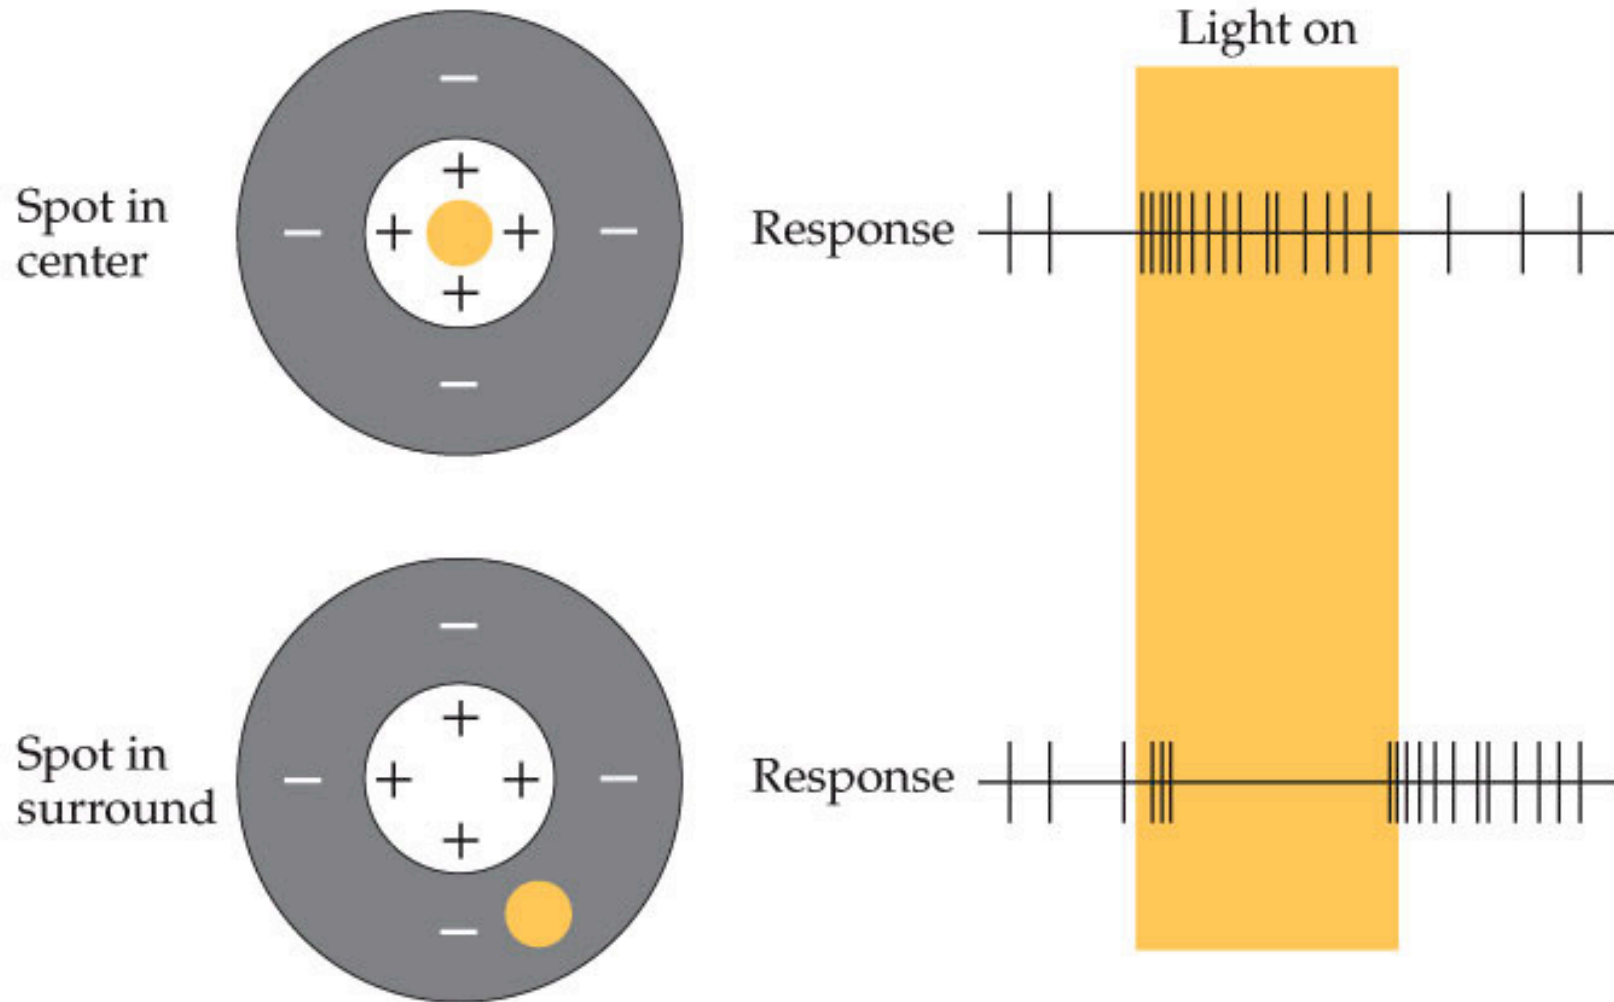 Light on
Spot in
center
−
+
−
+
+
−
+
−
Response
Spot in
surround
−
+
−
+
+
−
+
−
Response